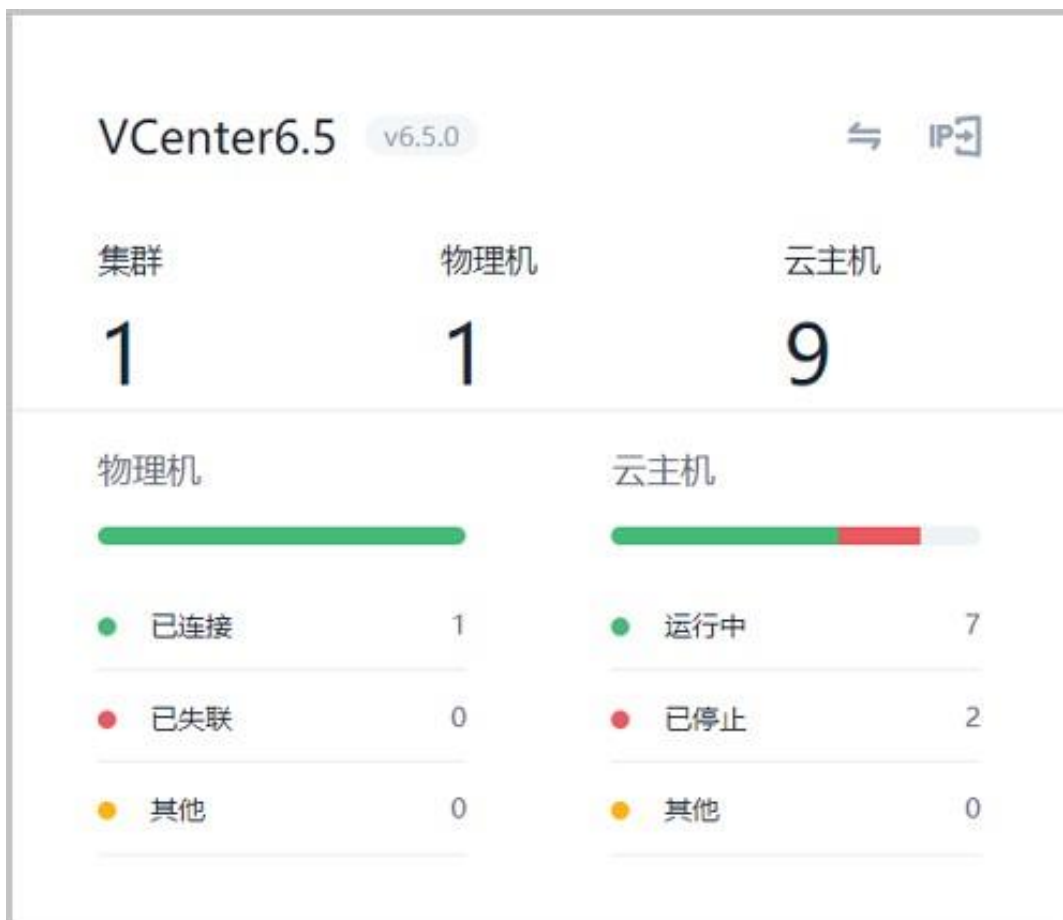 VCenter6.5 v6.5.0 IP
集群 物理机 云主机
1 1 9
物理机 云主机
已连接 1 运行中 7
已失联 0 已停止 2
其他 0 其他 0